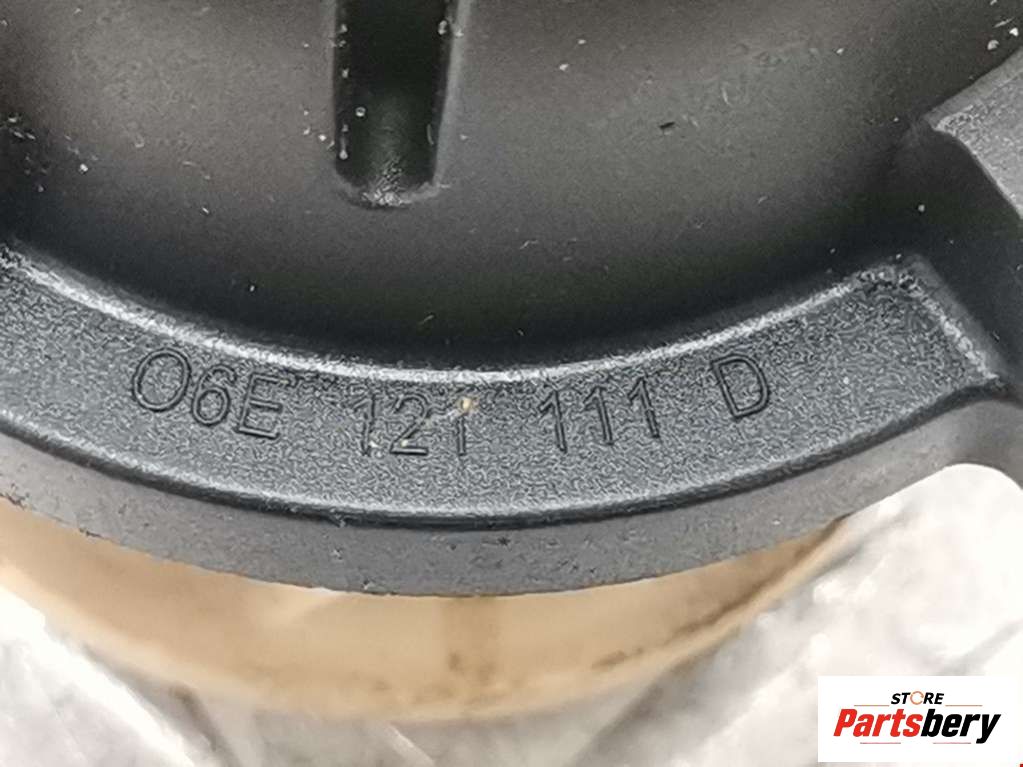 O6E 121 111 D
STORE
Partsbery